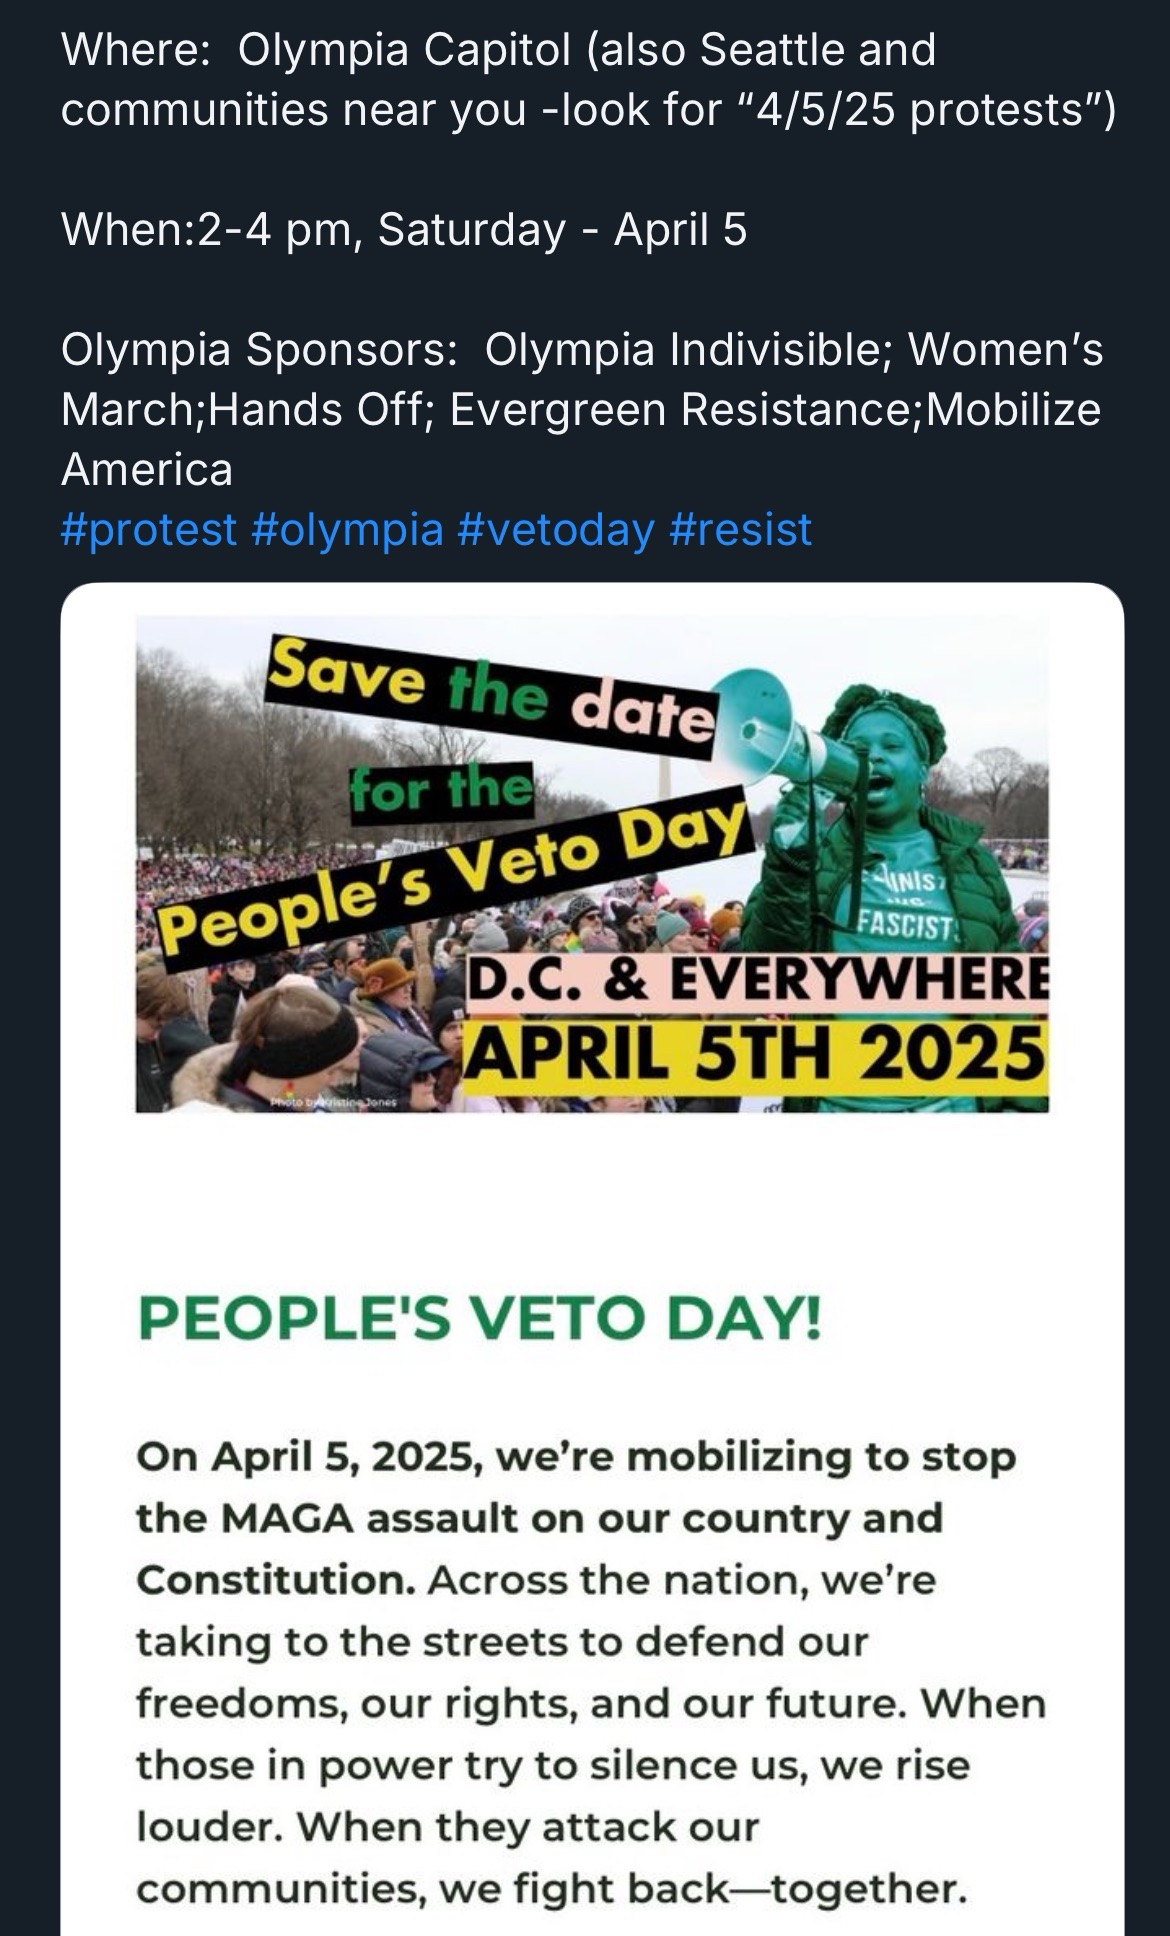 Where:  Olympia Capitol (also Seattle and
communities near you -look for “4/5/25 protests”)
When:2-4 pm, Saturday - April 5
Olympia Sponsors:  Olympia Indivisible; Women’s
March;Hands Off; Evergreen Resistance;Mobilize
America
#protest #olympia #vetoday #resist
Save the date
for the
People’s Veto Day
FASCIST
D.C. & EVERYWHERE
APRIL 5TH 2025
Photo by Kristine Jones
PEOPLE'S VETO DAY!
On April 5, 2025, we’re mobilizing to stop
the MAGA assault on our country and
Constitution. Across the nation, we’re
taking to the streets to defend our
freedoms, our rights, and our future. When
those in power try to silence us, we rise
louder. When they attack our
communities, we fight back—together.